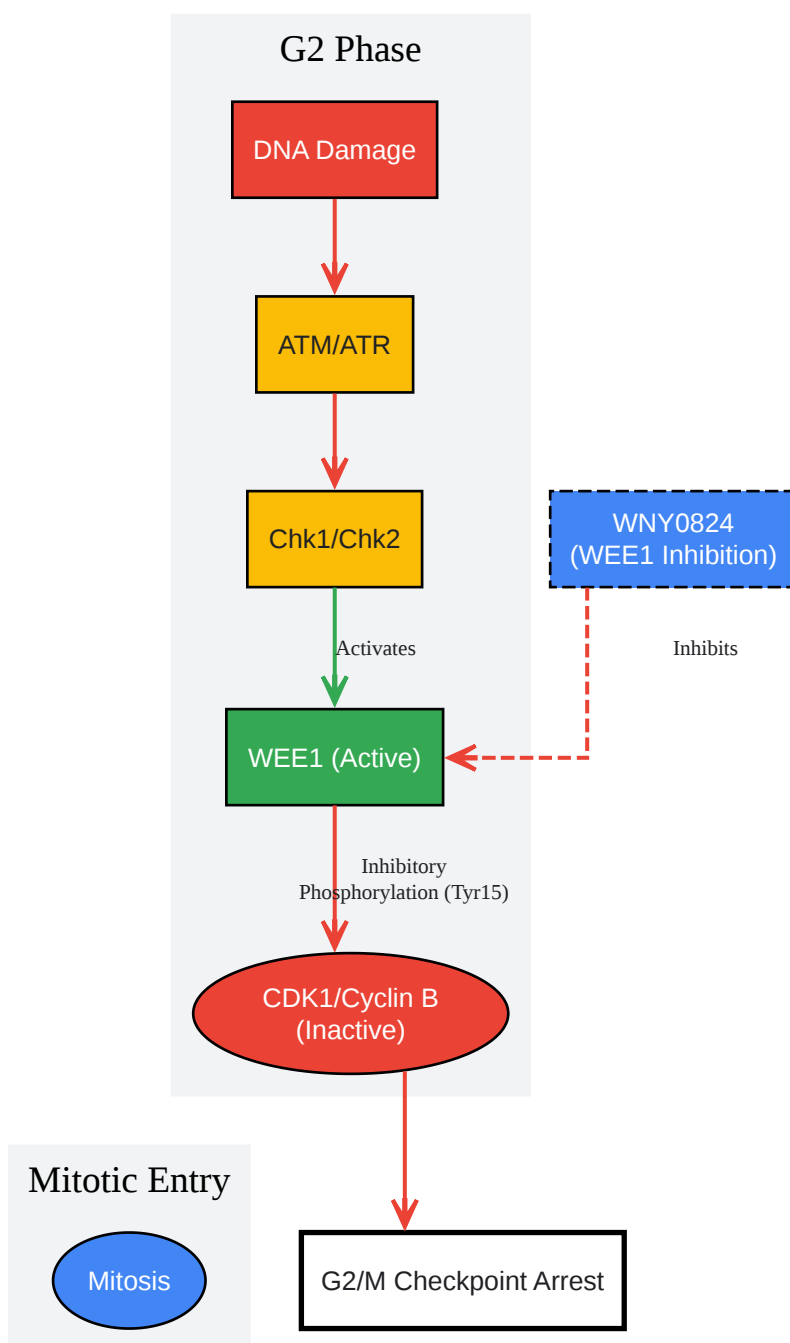 G2 Phase
DNA Damage
ATM/ATR
Chk1/Chk2
WNY0824
(WEE1 Inhibition)
Activates
Inhibits
WEE1 (Active)
Inhibitory
Phosphorylation (Tyr15)
CDK1/Cyclin B
(Inactive)
Mitotic Entry
Mitosis
G2/M Checkpoint Arrest